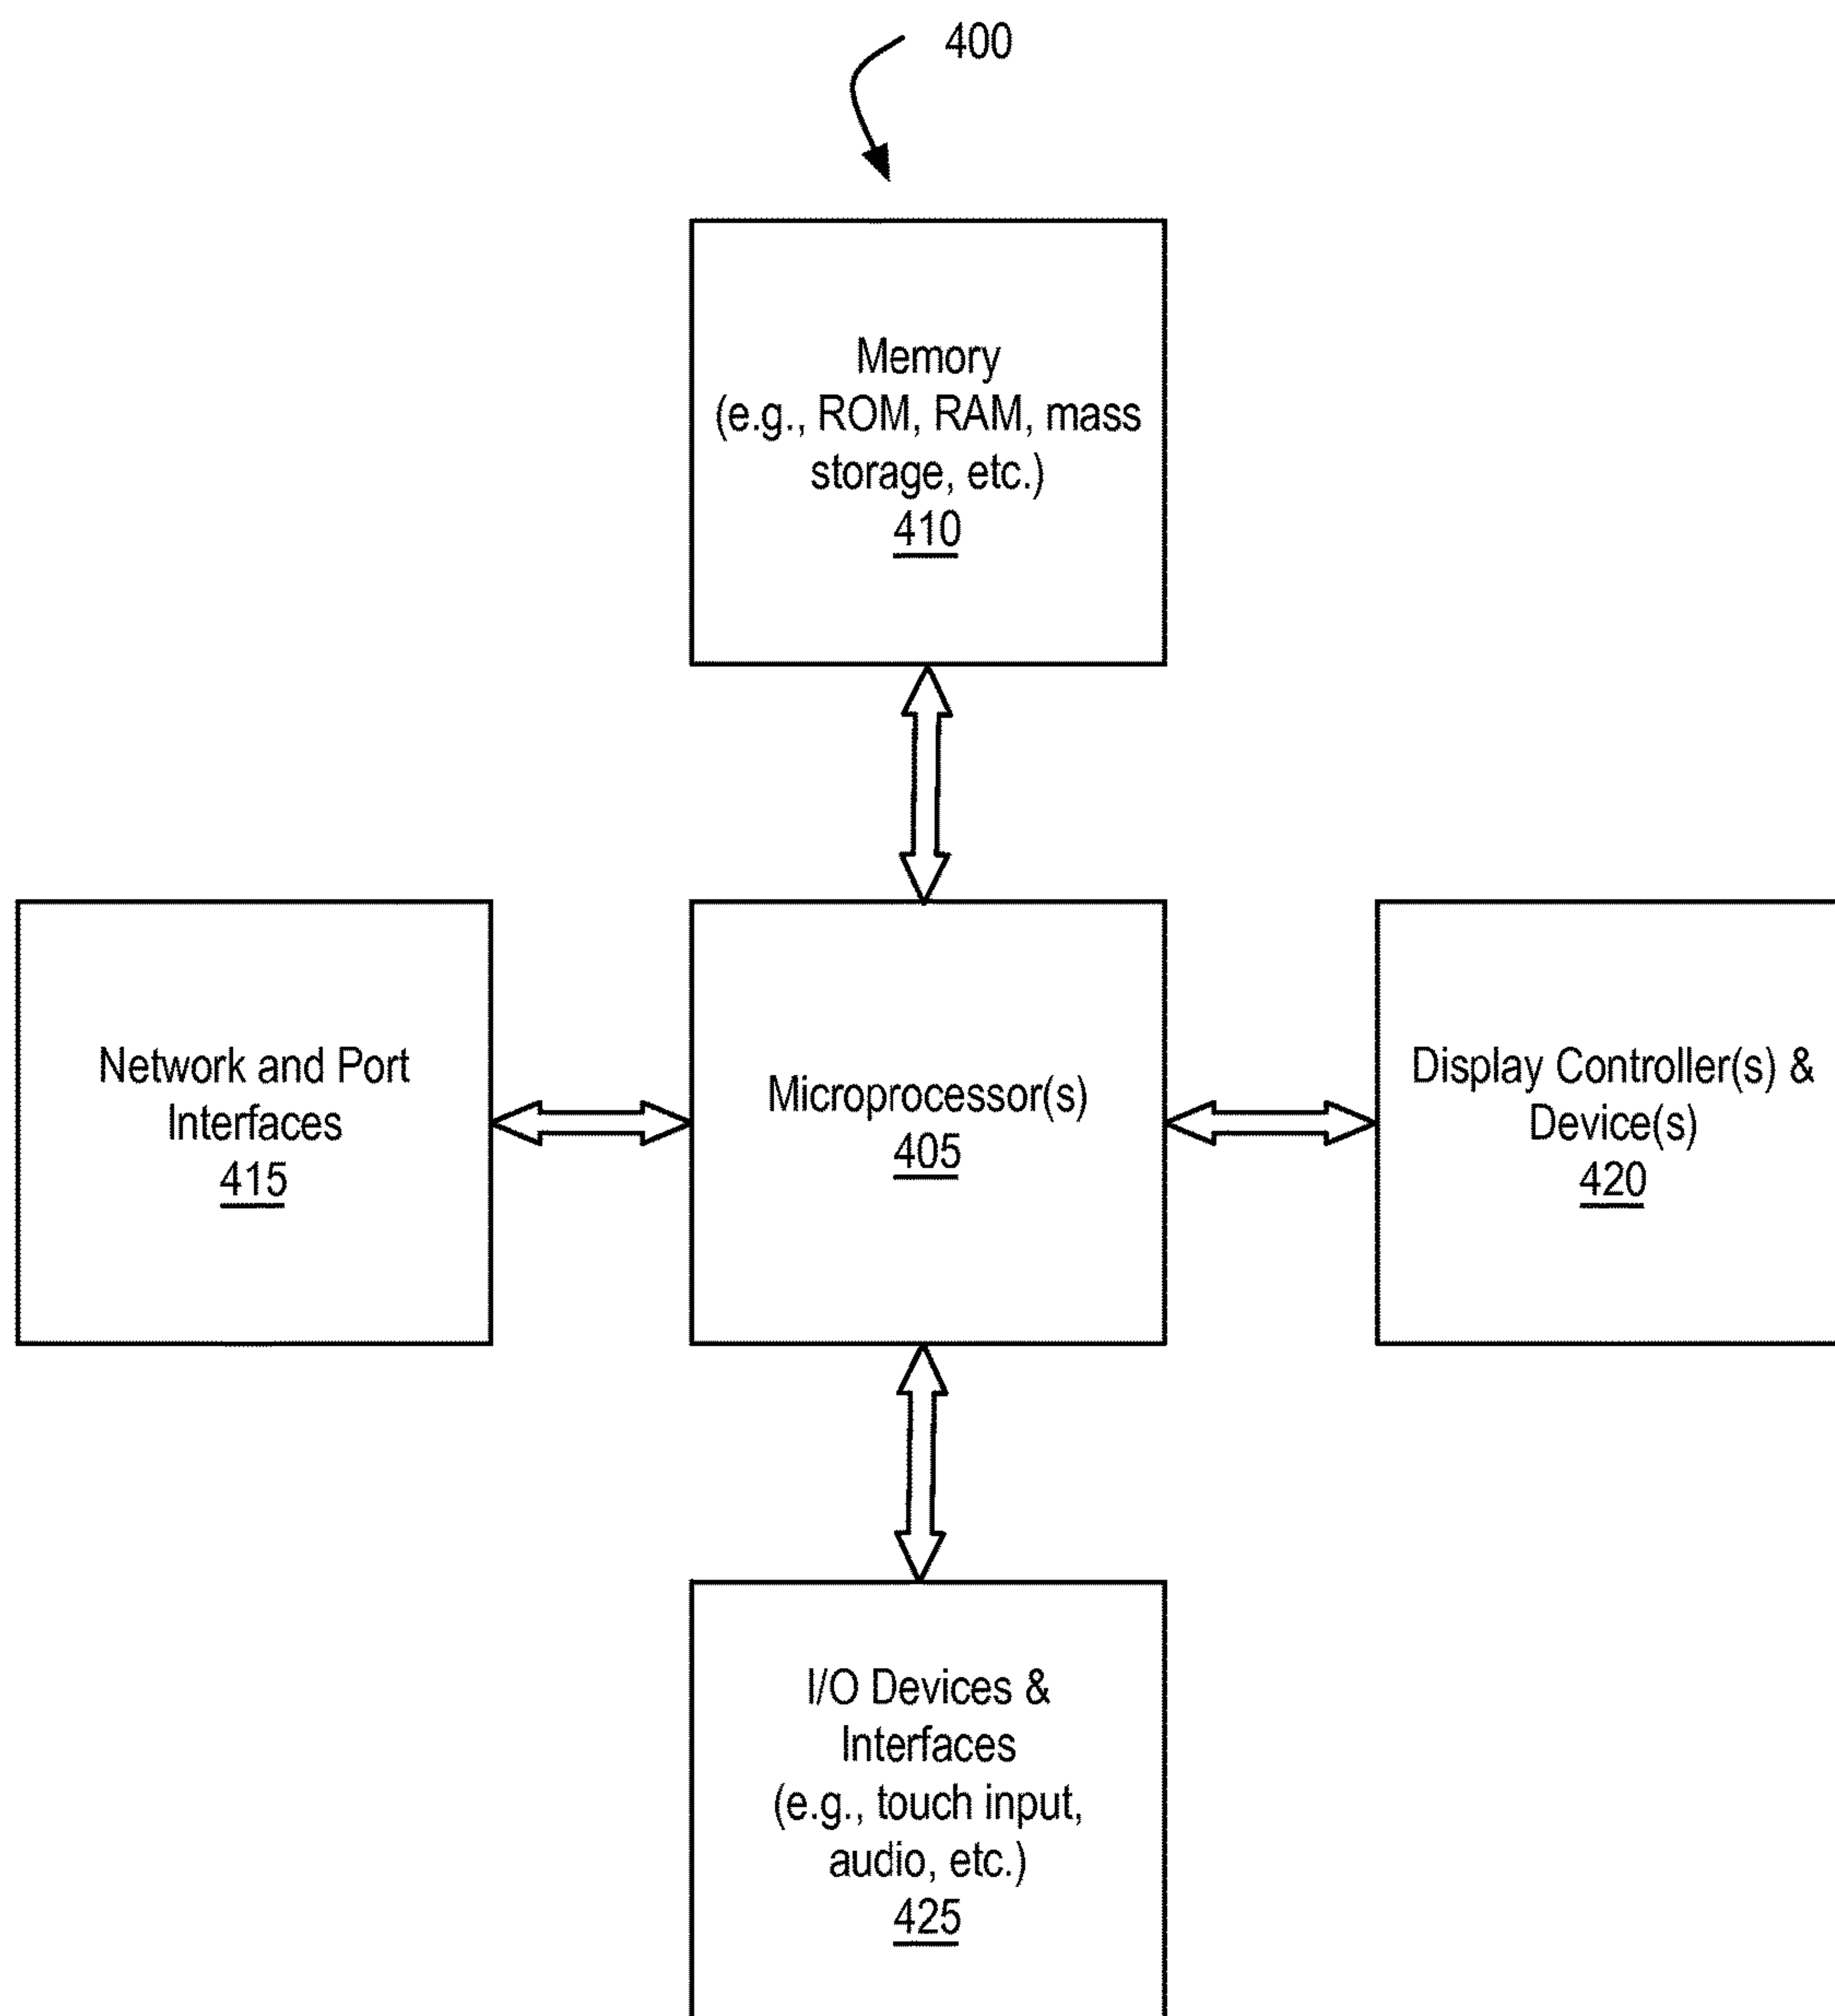 400
Memory
(e.g., ROM, RAM, mass
storage, etc.)
410
Network and Port
Interfaces
415
Microprocessor(s)
405
Display Controller(s) &
Device(s)
420
I/O Devices &
Interfaces
(e.g., touch input,
audio, etc.)
425